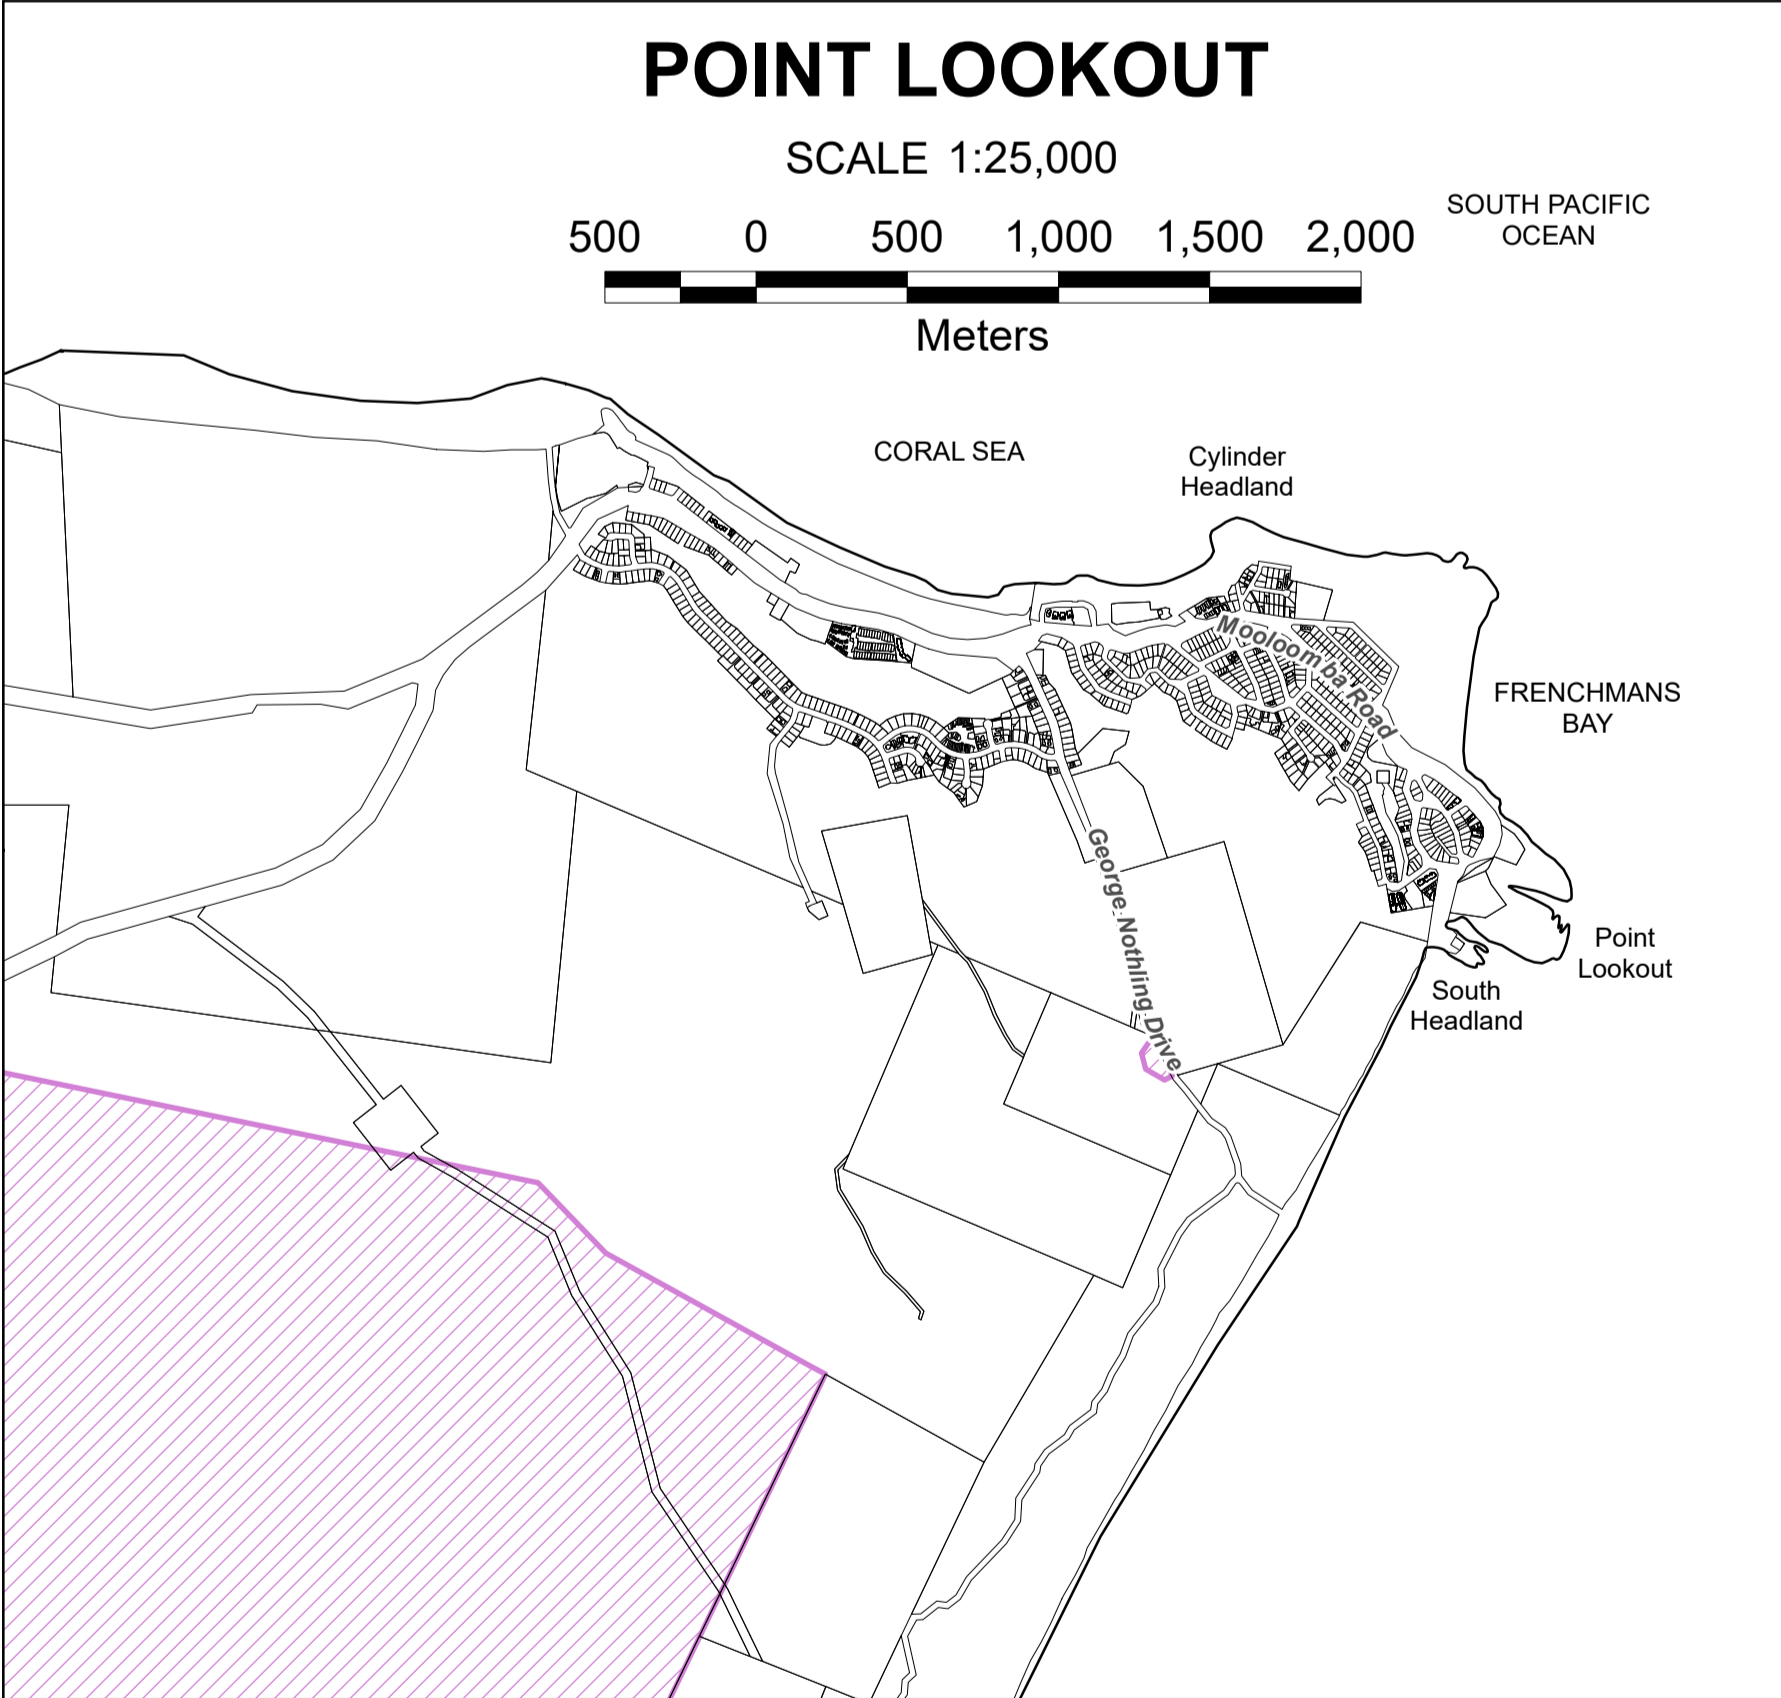 POINT LOOKOUT
SCALE 1:25,000
SOUTH PACIFIC
OCEAN
500 0 500 1,000 1,500 2,000
Meters
CORAL SEA
Cylinder
Headland
Mooloomba Road
FRENCHMANS
BAY
George Nothling Drive
Point
Lookout
South
Headland